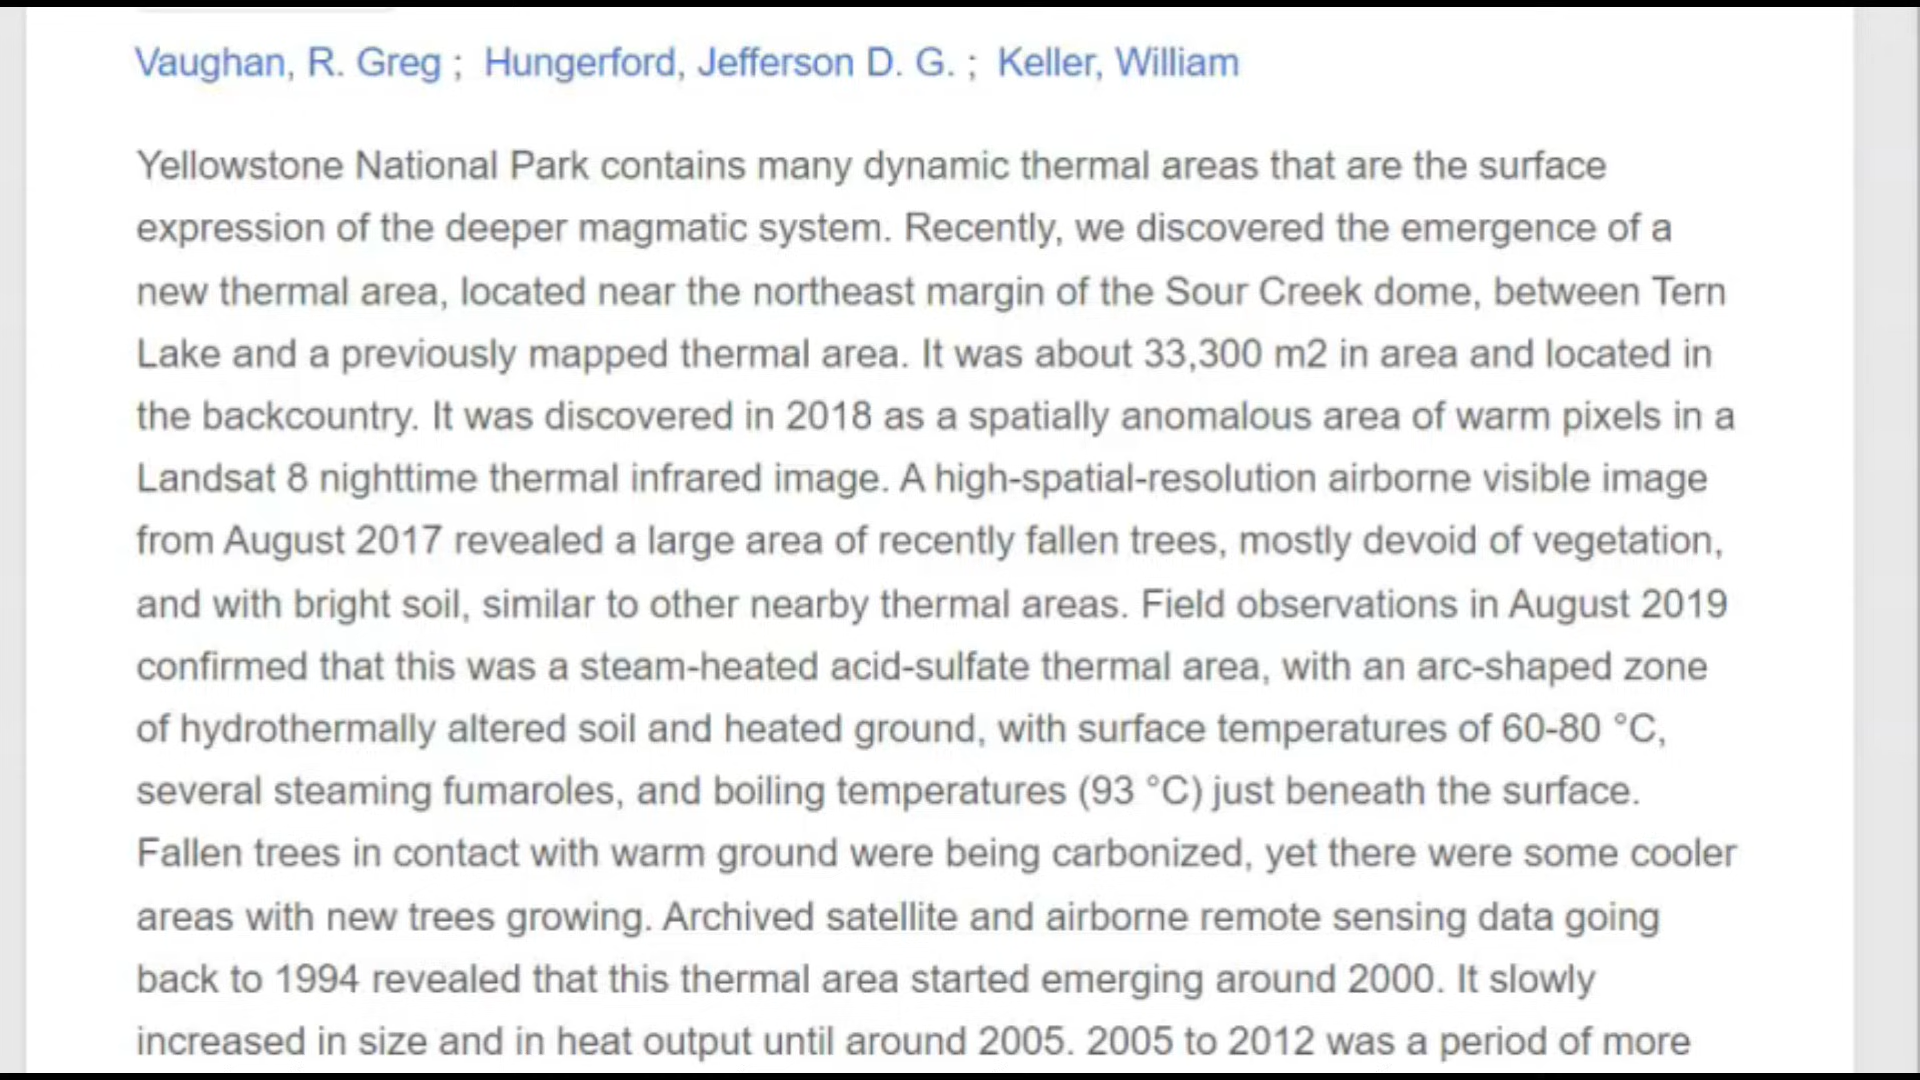 Vaughan, R. Greg ; Hungerford, Jefferson D. G. ; Keller, William
Yellowstone National Park contains many dynamic thermal areas that are the surface
expression of the deeper magmatic system. Recently, we discovered the emergence of a
new thermal area, located near the northeast margin of the Sour Creek dome, between Tern
Lake and a previously mapped thermal area. It was about 33,300 m2 in area and located in
the backcountry. It was discovered in 2018 as a spatially anomalous area of warm pixels in a
Landsat 8 nighttime thermal infrared image. A high-spatial-resolution airborne visible image
from August 2017 revealed a large area of recently fallen trees, mostly devoid of vegetation,
and with bright soil, similar to other nearby thermal areas. Field observations in August 2019
confirmed that this was a steam-heated acid-sulfate thermal area, with an arc-shaped zone
of hydrothermally altered soil and heated ground, with surface temperatures of 60-80 °C,
several steaming fumaroles, and boiling temperatures (93 °C) just beneath the surface.
Fallen trees in contact with warm ground were being carbonized, yet there were some cooler
areas with new trees growing. Archived satellite and airborne remote sensing data going
back to 1994 revealed that this thermal area started emerging around 2000. It slowly
increased in size and in heat output until around 2005. 2005 to 2012 was a period of more